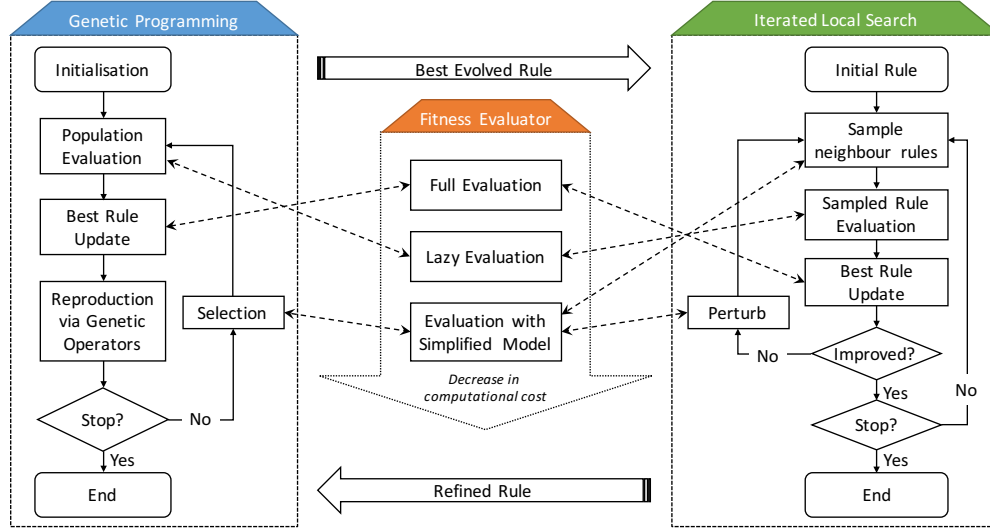 Genetic Programming
Initialisation
Population
Evaluation
Best Rule
Update
Reproduction
via Genetic
Operators
Selection
Stop?
No
Yes
End
Best Evolved Rule
Fitness Evaluator
Full Evaluation
Lazy Evaluation
Evaluation with
Simplified Model
Decrease in
computational cost
Refined Rule
Iterated Local Search
Initial Rule
Sample
neighbour rules
Sampled Rule
Evaluation
Best Rule
Update
Perturb
Improved?
No
Yes
No
Stop?
Yes
End